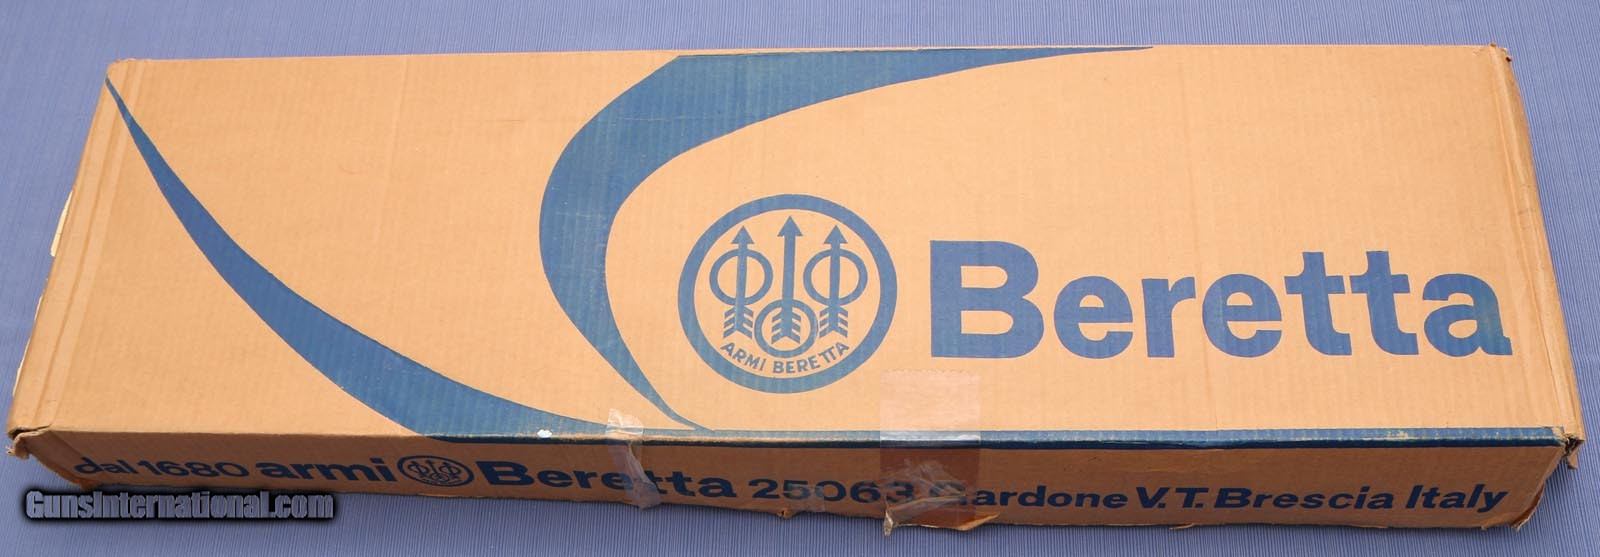 ARMI BERETTA
Beretta
dal 1680 armi Beretta 25063 Gardone V.T. Brescia Italy
GunsInternational.com